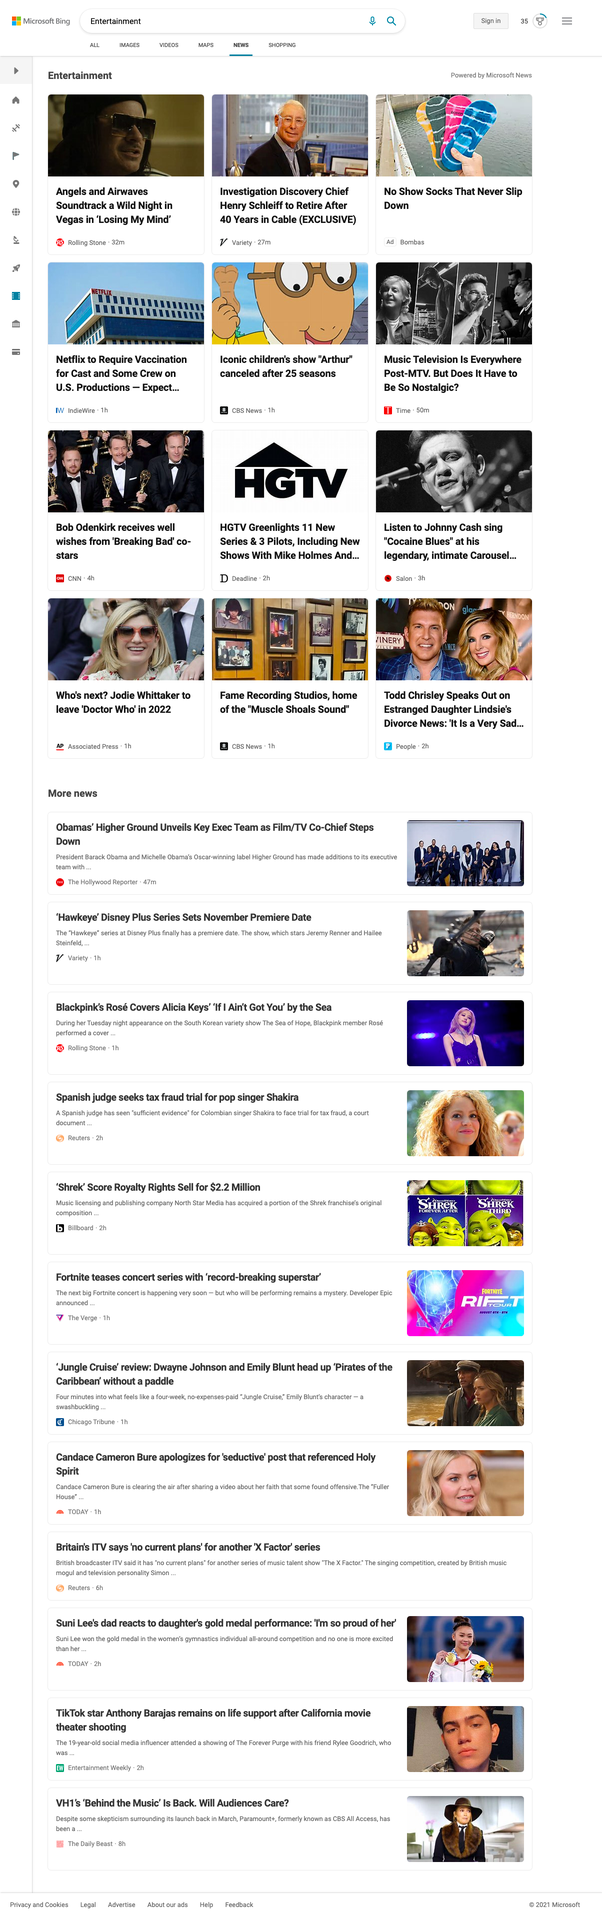 Microsoft Bing
Entertainment
Sign in
35
ALL
IMAGES
VIDEOS
MAPS
NEWS
SHOPPING
Entertainment
Powered by Microsoft News
Angels and Airwaves
Soundtrack a Wild Night in
Vegas in ‘Losing My Mind’
Rolling Stone · 32m
Investigation Discovery Chief
Henry Schleiff to Retire After
40 Years in Cable (EXCLUSIVE)
Variety · 27m
No Show Socks That Never Slip
Down
Ad Bombas
NETFLIX
Netflix to Require Vaccination
for Cast and Some Crew on
U.S. Productions — Expect...
IndieWire · 1h
Iconic children's show "Arthur"
canceled after 25 seasons
CBS News · 1h
Music Television Is Everywhere
Post-MTV. But Does It Have to
Be So Nostalgic?
Time · 50m
Bob Odenkirk receives well
wishes from 'Breaking Bad' co-
stars
CNN · 4h
HGTV
HGTV Greenlights 11 New
Series & 3 Pilots, Including New
Shows With Mike Holmes And...
Deadline · 2h
Listen to Johnny Cash sing
"Cocaine Blues" at his
legendary, intimate Carousel...
Salon · 3h
Who's next? Jodie Whittaker to
leave 'Doctor Who' in 2022
Associated Press · 1h
Fame Recording Studios, home
of the "Muscle Shoals Sound"
CBS News · 1h
WINERY
Todd Chrisley Speaks Out on
Estranged Daughter Lindsie's
Divorce News: 'It Is a Very Sad...
People · 2h
More news
Obamas’ Higher Ground Unveils Key Exec Team as Film/TV Co-Chief Steps
Down
President Barack Obama and Michelle Obama's Oscar-winning label Higher Ground has made additions to its executive
team with ...
The Hollywood Reporter · 47m
‘Hawkeye’ Disney Plus Series Sets November Premiere Date
The "Hawkeye" series at Disney Plus finally has a premiere date. The show, which stars Jeremy Renner and Hailee
Steinfeld, ...
Variety · 1h
Blackpink’s Rosé Covers Alicia Keys’ ‘If I Ain’t Got You’ by the Sea
During her Tuesday night appearance on the South Korean variety show The Sea of Hope, Blackpink member Rosé
performed a cover ...
Rolling Stone · 1h
Spanish judge seeks tax fraud trial for pop singer Shakira
A Spanish judge has seen "sufficient evidence" for Colombian singer Shakira to face trial for tax fraud, a court
document ...
Reuters · 2h
‘Shrek’ Score Royalty Rights Sell for $2.2 Million
Music licensing and publishing company North Star Media has acquired a portion of the Shrek franchise's original
composition ...
Billboard · 2h
SHREK
FOREVER AFTER
SHREK
THIRD
Fortnite teases concert series with ‘record-breaking superstar’
The next big Fortnite concert is happening very soon — but who will be performing remains a mystery. Developer Epic
announced ...
The Verge · 1h
FORTNITE
RIFT
TOUR
‘Jungle Cruise’ review: Dwayne Johnson and Emily Blunt head up ‘Pirates of the
Caribbean’ without a paddle
Four minutes into what feels like a four-week, no-expenses-paid “Jungle Cruise,” Emily Blunt’s character — a
swashbuckling ...
Chicago Tribune · 1h
Candace Cameron Bure apologizes for 'seductive' post that referenced Holy
Spirit
Candace Cameron Bure is clearing the air after sharing a video about her faith that some found offensive.The "Fuller
House" ...
TODAY · 1h
Britain's ITV says 'no current plans' for another 'X Factor' series
British broadcaster ITV said it has "no current plans" for another series of music talent show "The X Factor." The singing competition, created by British music
mogul and television personality Simon ...
Reuters · 6h
Suni Lee's dad reacts to daughter's gold medal performance: 'I'm so proud of her'
Suni Lee won the gold medal in the women's gymnastics individual all-around competition and no one is more excited
than her ...
TODAY · 2h
TikTok star Anthony Barajas remains on life support after California movie
theater shooting
The 19-year-old social media influencer attended a showing of The Forever Purge with his friend Rylee Goodrich, who
was ...
Entertainment Weekly · 2h
VH1’s ‘Behind the Music’ Is Back. Will Audiences Care?
Despite some skepticism surrounding its launch back in March, Paramount+, formerly known as CBS All Access, has
been a ...
The Daily Beast · 8h
Privacy and Cookies
Legal
Advertise
About our ads
Help
Feedback
© 2021 Microsoft